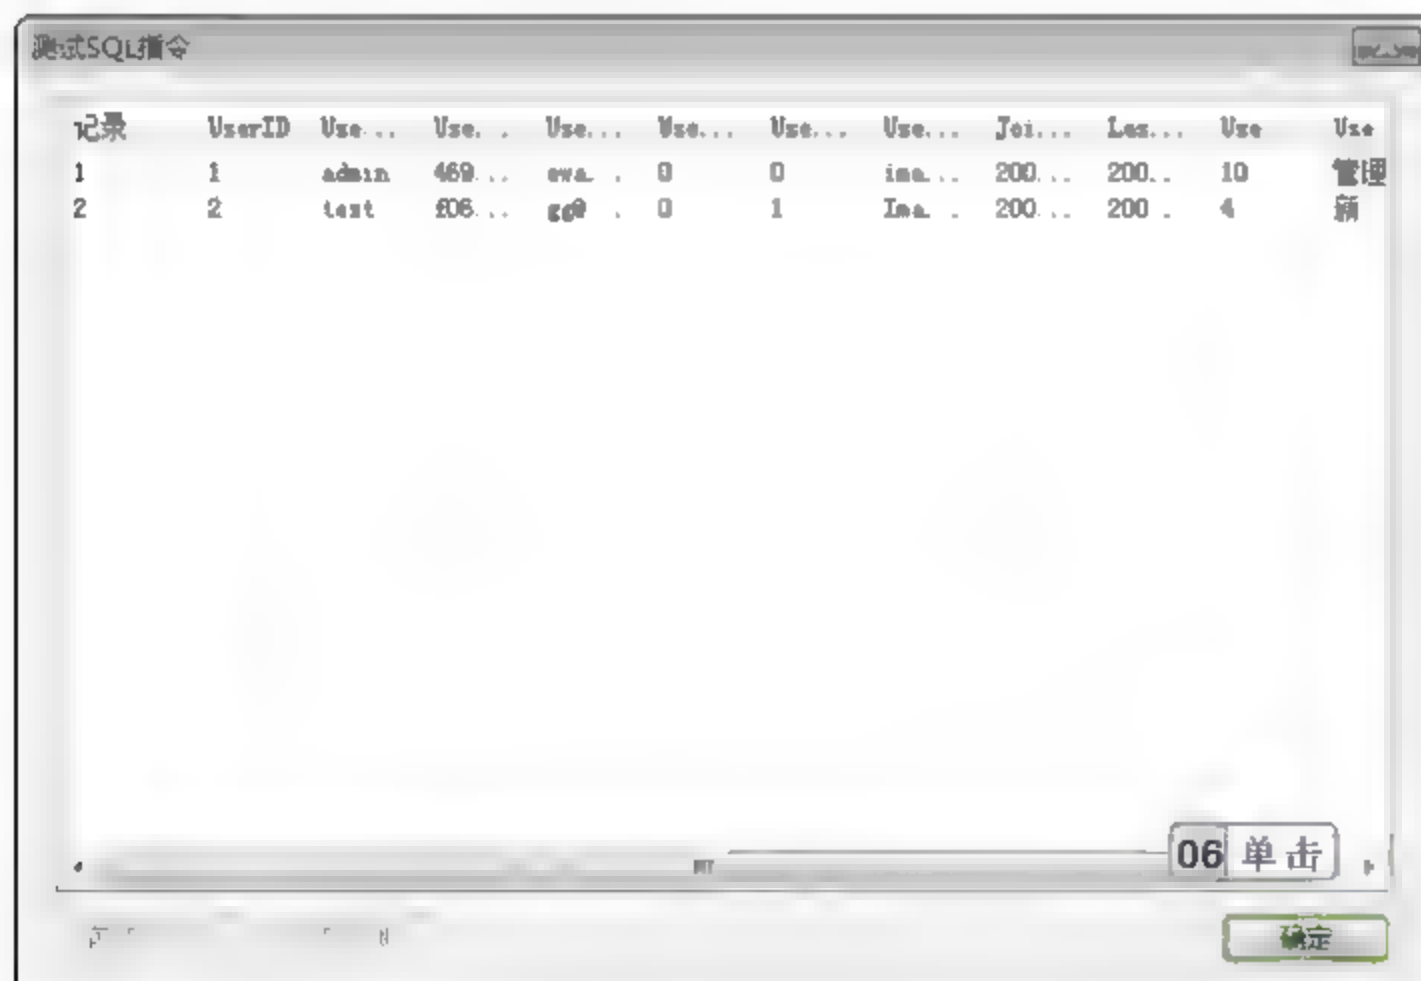 测试SQL指令
记录 UserID Use... Use... Use... Use... Use... Use... Joi... Las... Use Use
1 1 admin 469... ewa... 0 0 ima... 200... 200... 10 管理
2 2 test f06... gg@... 0 1 Ima... 200... 200... 4 新
06 单击
确定